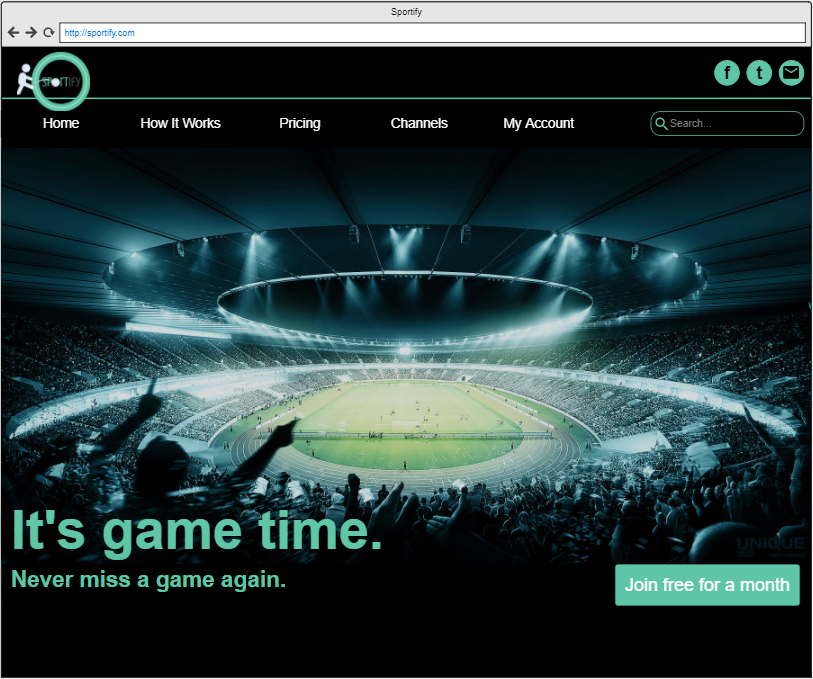 Sportify
http://sportify.com
SPORTIFY
f
t
Home
How It Works
Pricing
Channels
My Account
Search...
It's game time.
UNIQUE
Never miss a game again.
Join free for a month